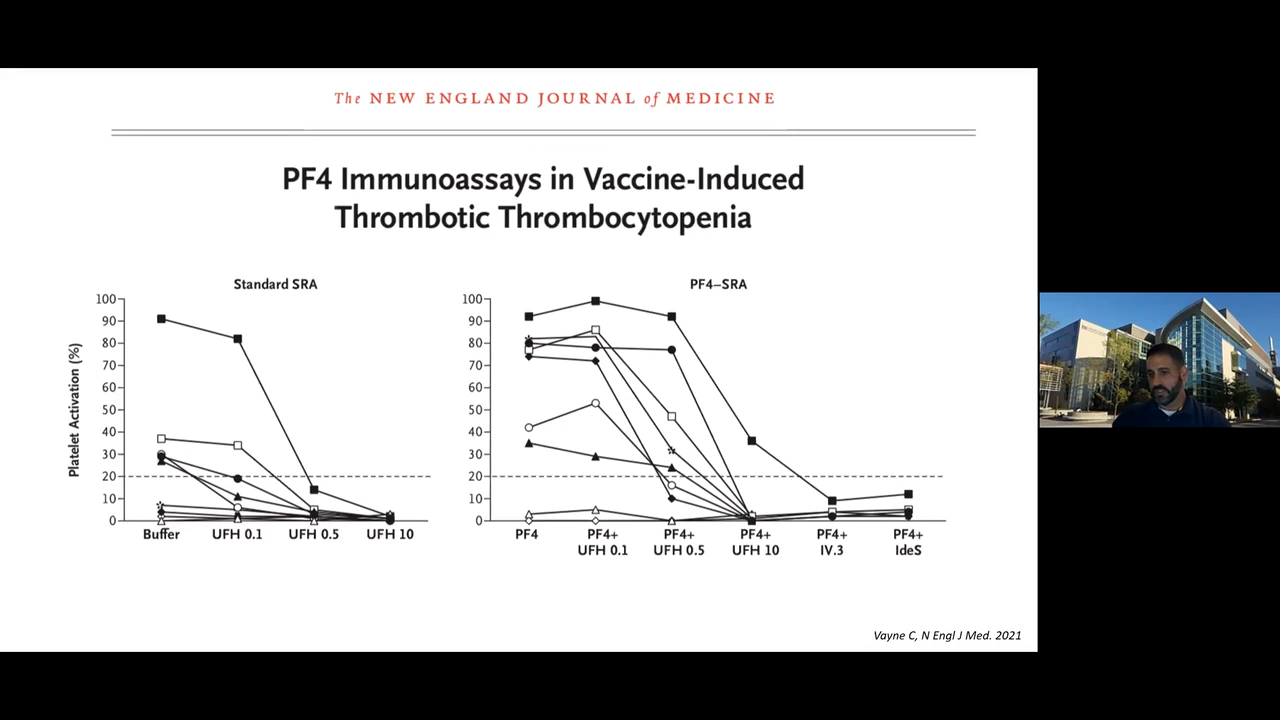 The NEW ENGLAND JOURNAL of MEDICINE
PF4 Immunoassays in Vaccine-Induced
Thrombotic Thrombocytopenia
Standard SRA
PF4–SRA
Platelet Activation (%)
100
90
80
70
60
50
40
30
20
10
0
Buffer
UFH 0.1
UFH 0.5
UFH 10
100
90
80
70
60
50
40
30
20
10
0
PF4
PF4+
UFH 0.1
PF4+
UFH 0.5
PF4+
UFH 10
PF4+
IV.3
PF4+
IdeS
Vayne C, N Engl J Med. 2021